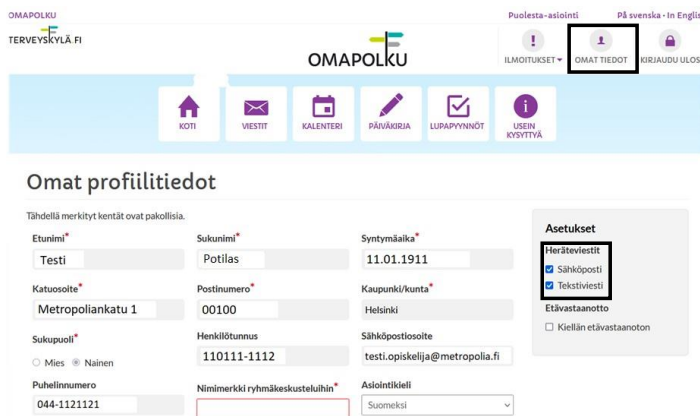 OMAPOLKU
Puolesta-asiointi
På svenska · In Englis
TERVEYSKYLÄ.FI
OMAPOLKU
ILMOITUKSET
OMAT TIEDOT
KIRJAUDU ULOS
KOTI
VIESTIT
KALENTERI
PÄIVÄKIRJA
LUPAPYYNNÖT
USEIN
KYSYTTYÄ
Omat profiilitiedot
Tähdellä merkityt kentät ovat pakollisia.
Etunimi*
Testi
Sukunimi*
Potilas
Syntymäaika*
11.01.1911
Katuosoite*
Metropoliankatu 1
Postinumero*
00100
Kaupunki/kunta*
Helsinki
Sukupuoli*
Mies Nainen
Henkilötunnus
110111-1112
Sähköpostiosoite
testi.opiskelija@metropolia.fi
Puhelinnumero
044-1121121
Nimimerkki ryhmäkeskusteluihin*
Asiointikieli
Suomeksi
Asetukset
Heräteviestit
Sähköposti
Tekstiviesti
Etävastaanotto
Kiellän etävastaanoton